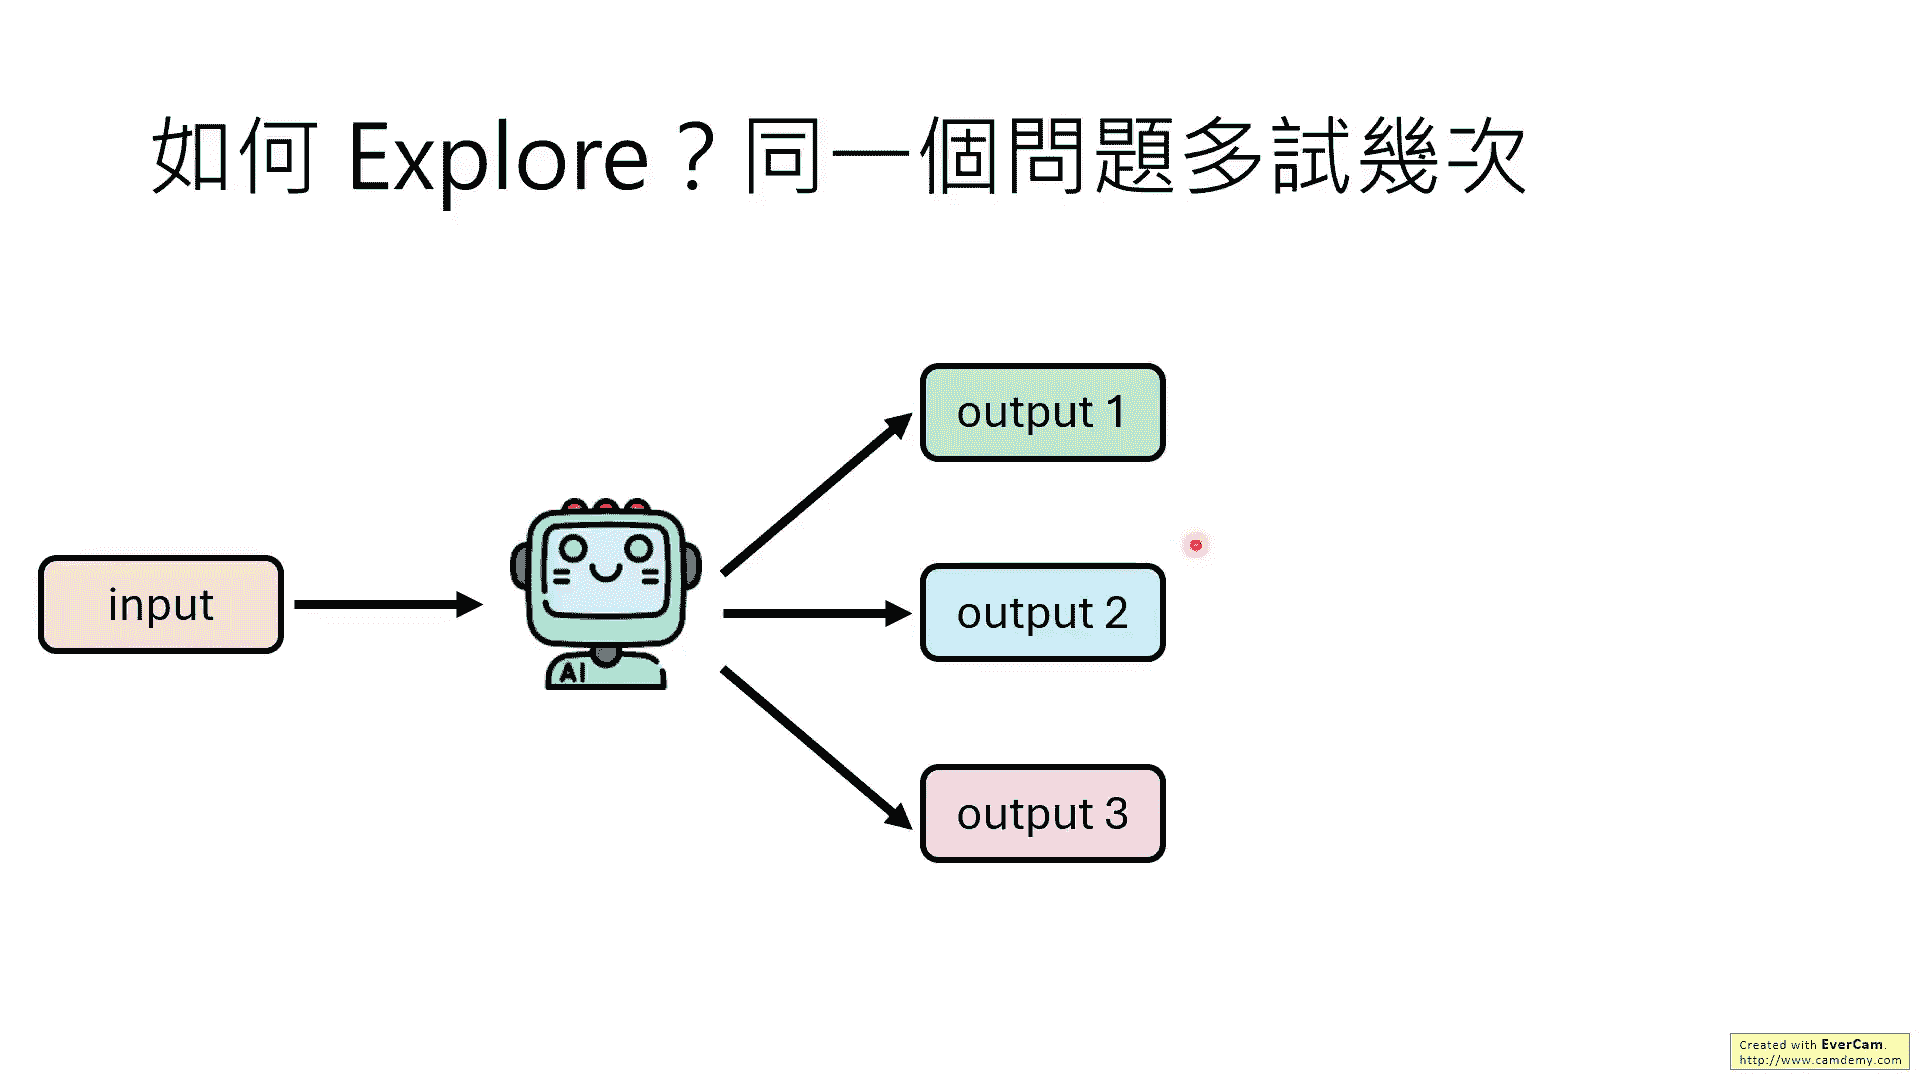 如何 Explore？同一個問題多試幾次
output 1
input
output 2
AI
output 3
Created with EverCam.
http://www.camdemy.com